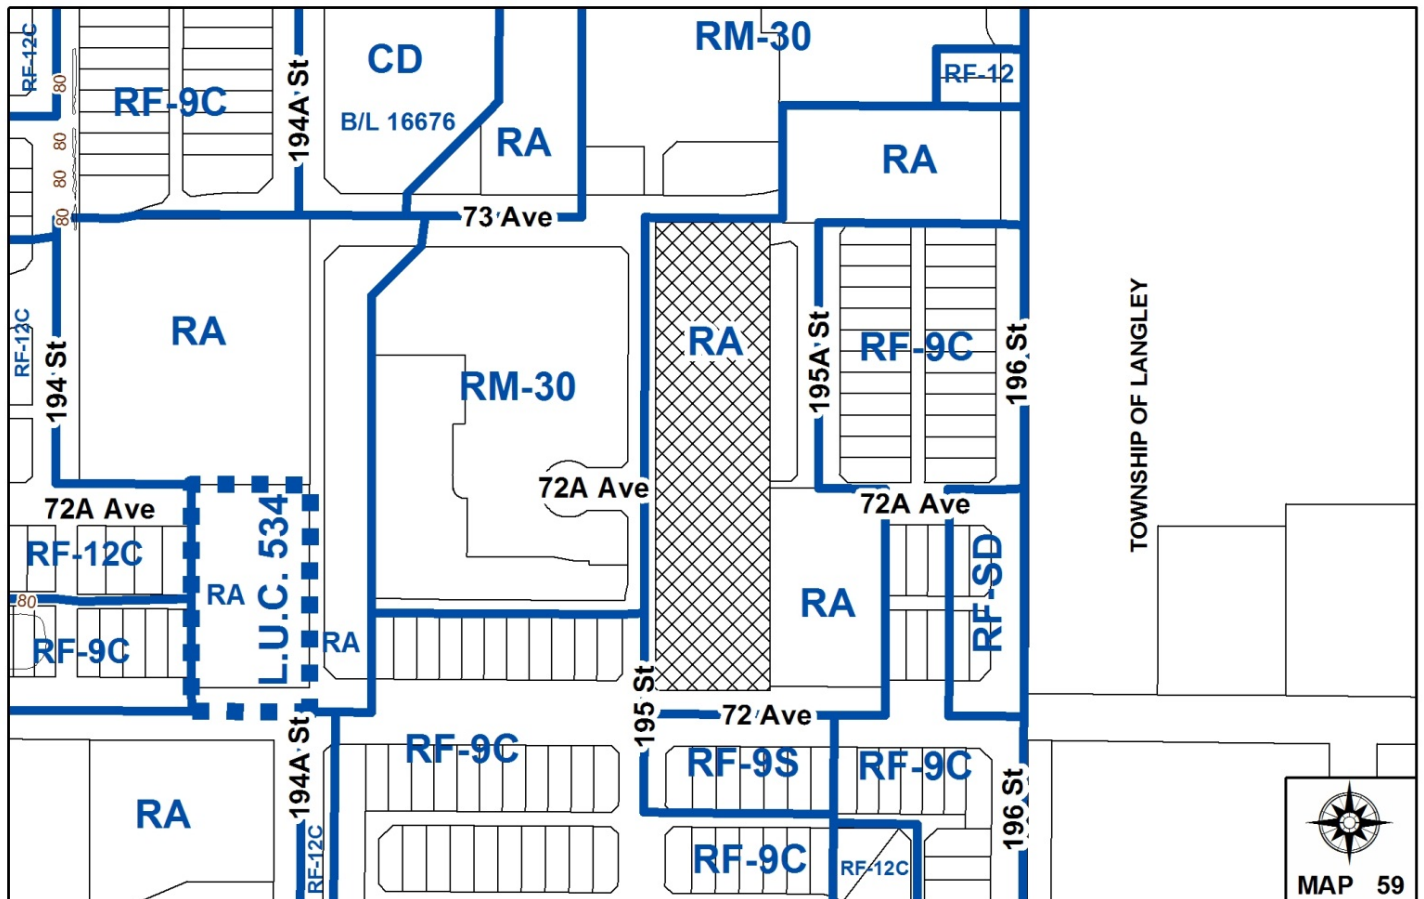 RF-12C
80
RF-9C
194A St
CD
B/L 16676
RM-30
RF-12
RA
RA
80
80
80
73 Ave
RF-12C
194 St
RA
RM-30
RA
195A St
RF-9C
196 St
TOWNSHIP OF LANGLEY
72A Ave
72A Ave
72A Ave
RF-12C
L.U.C. 534
RA
RA
RF-SD
80
RF-9C
RA
195 St
72 Ave
194A St
RF-9C
RF-9S
RF-9C
196 St
RA
RF-12C
RF-9C
RF-12C
MAP 59